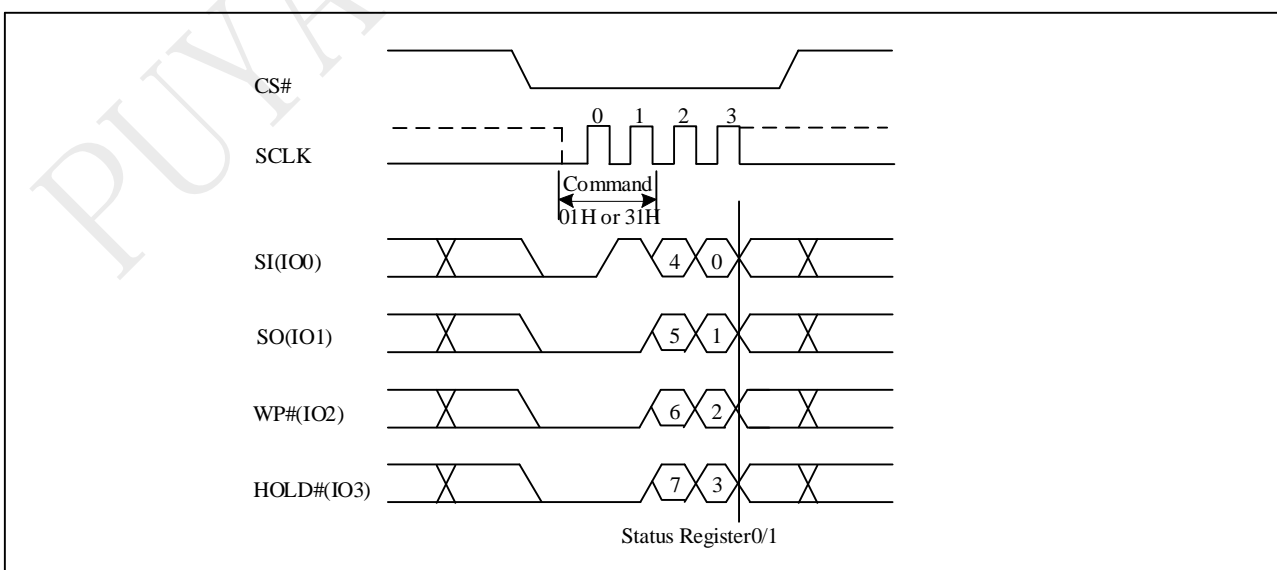 PUYA
CS#
0 1 2 3
SCLK
Command
01H or 31H
SI(IO0) 4 0
SO(IO1) 5 1
WP#(IO2) 6 2
HOLD#(IO3) 7 3
Status Register0/1